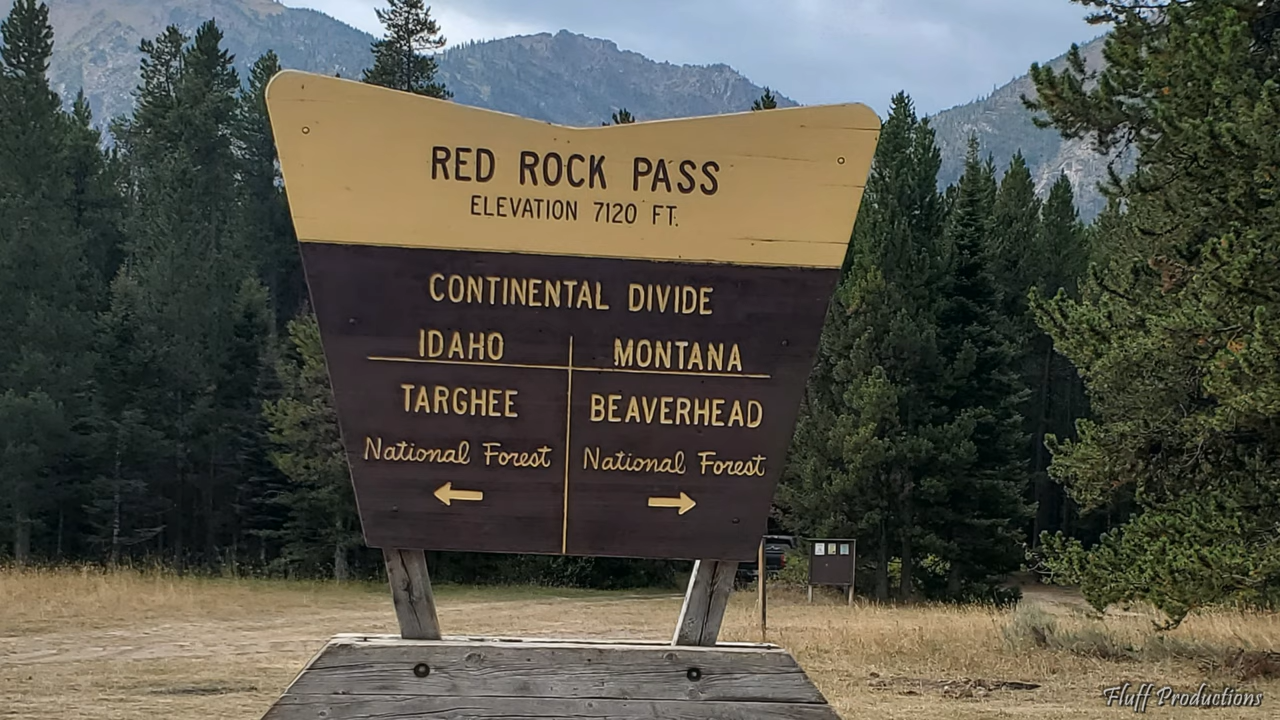 RED ROCK PASS
ELEVATION 7120 FT.
CONTINENTAL DIVIDE
IDAHO MONTANA
TARGHEE BEAVERHEAD
National Forest National Forest
Fluff Productions